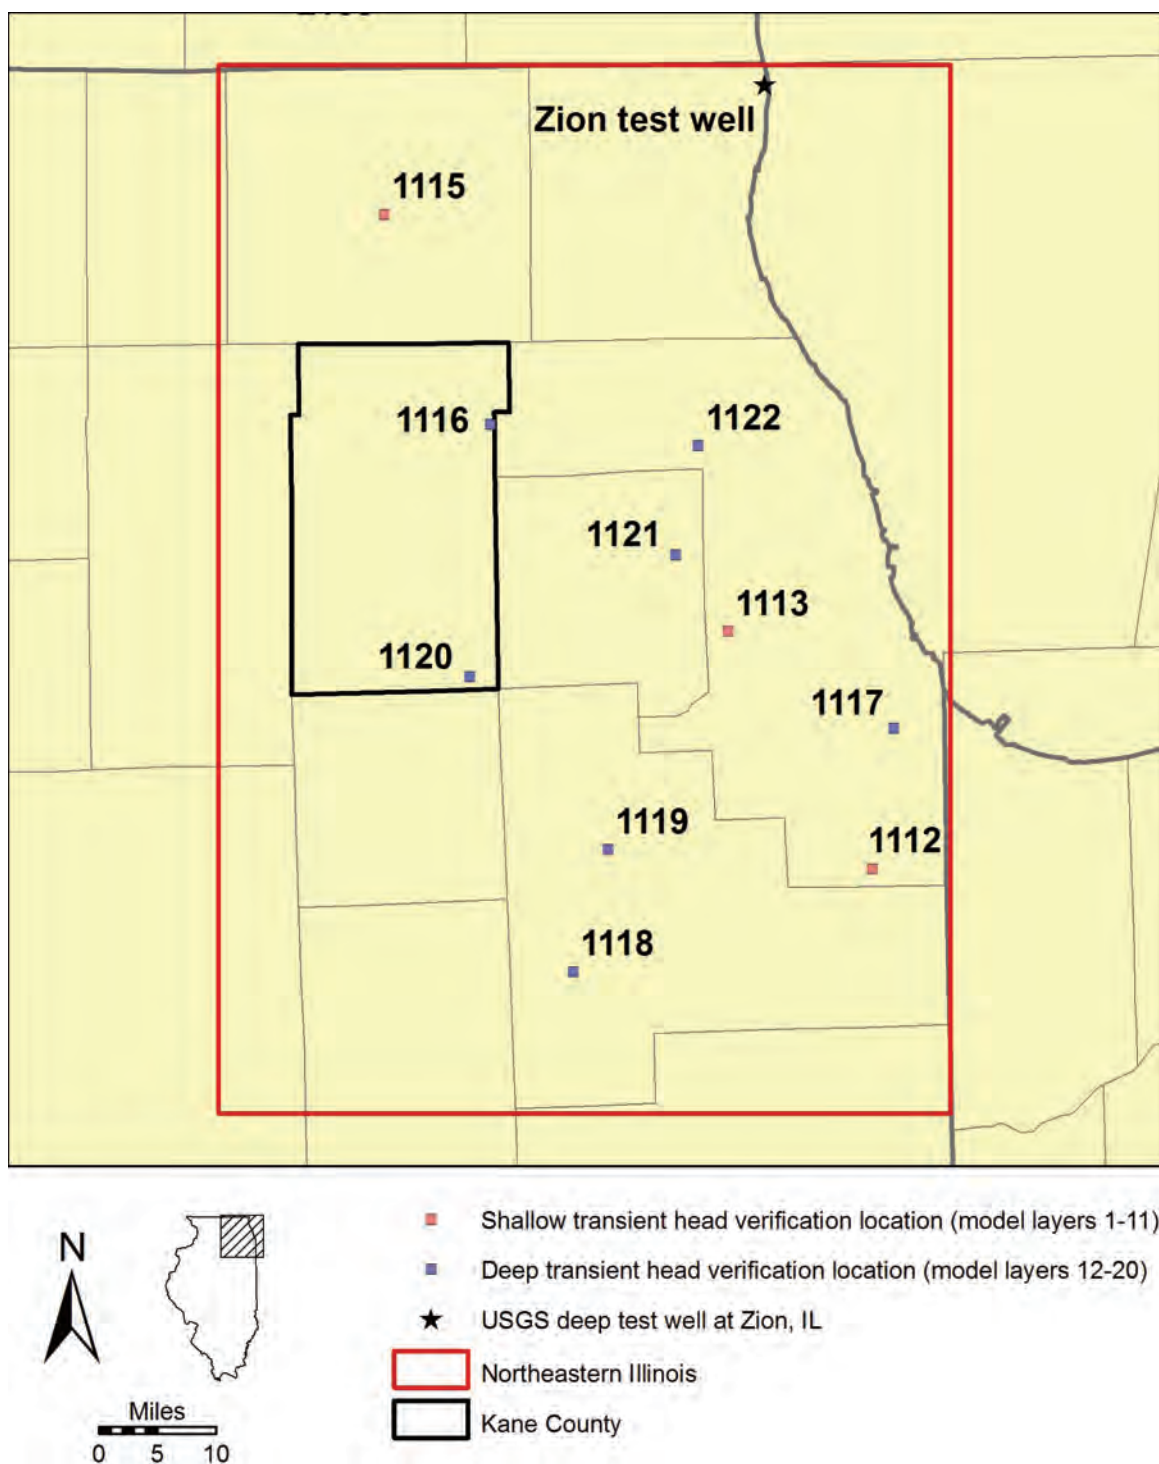 Zion test well
1115
1116
1122
1121
1113
1120
1117
1119
1112
1118
N
Miles
0 5 10
Shallow transient head verification location (model layers 1-11)
Deep transient head verification location (model layers 12-20)
USGS deep test well at Zion, IL
Northeastern Illinois
Kane County